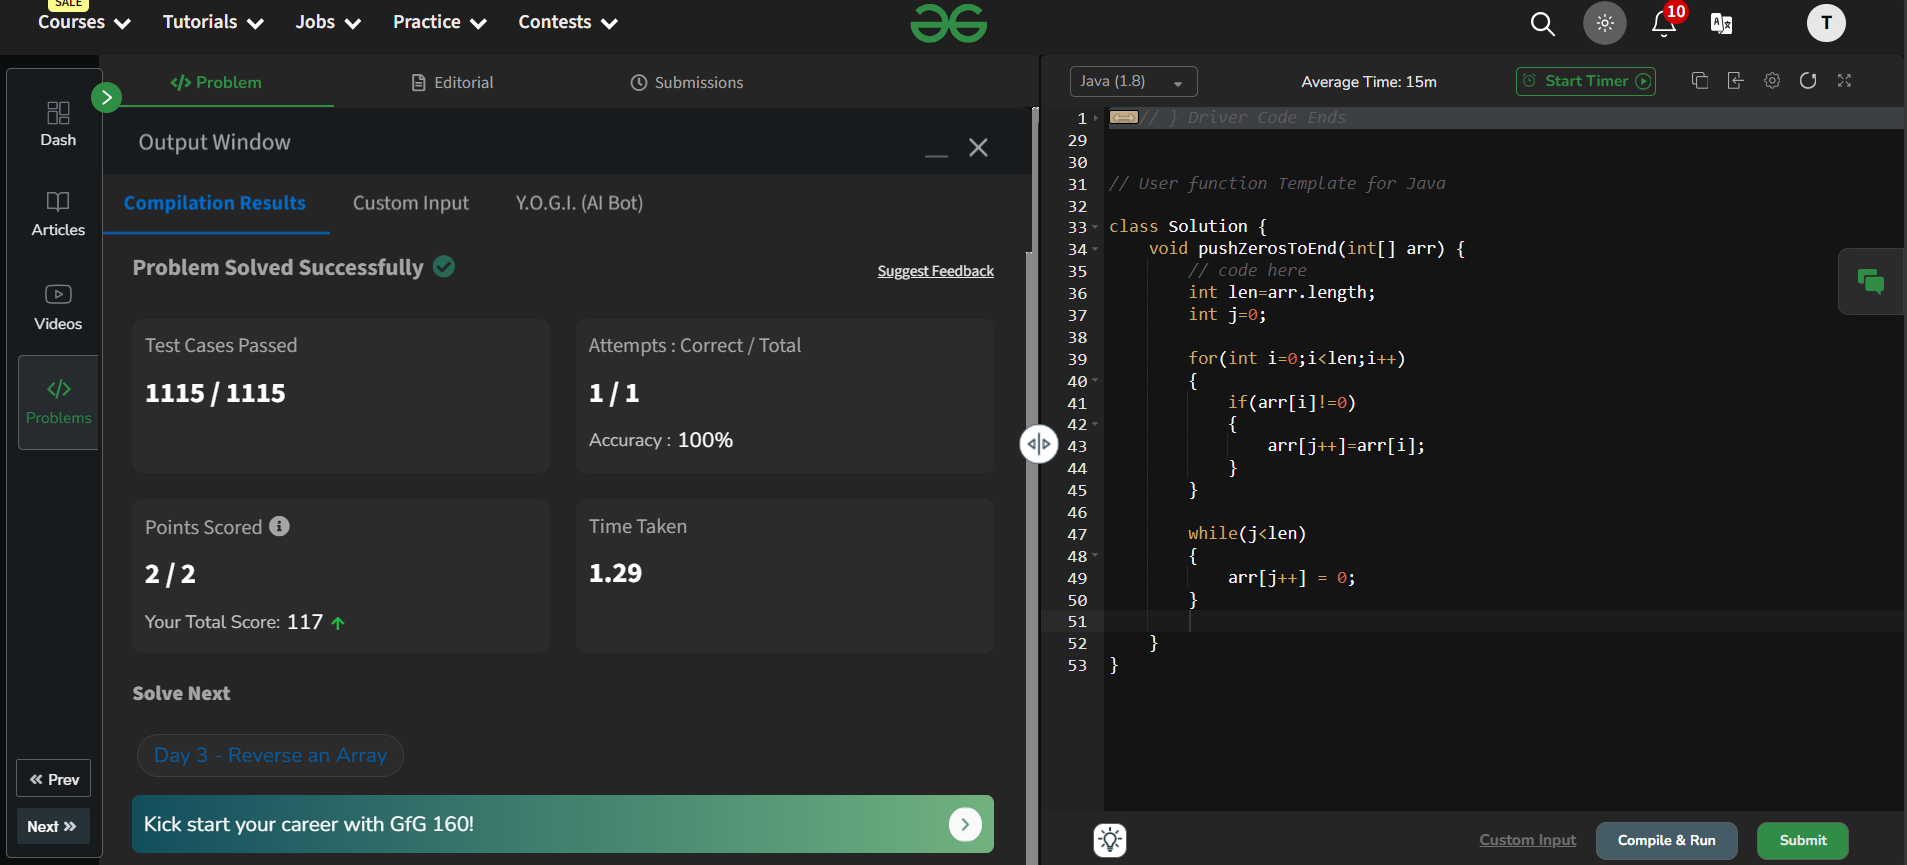 SALE
Courses
Tutorials
Jobs
Practice
Contests
10
T
Problem
Editorial
Submissions
Dash
Articles
Videos
Problems
« Prev
Next »
Output Window
Compilation Results
Custom Input
Y.O.G.I. (AI Bot)
Problem Solved Successfully
Suggest Feedback
Test Cases Passed
1115 / 1115
Attempts : Correct / Total
1 / 1
Accuracy : 100%
Points Scored
2 / 2
Your Total Score: 117
Time Taken
1.29
Solve Next
Day 3 - Reverse an Array
Kick start your career with GfG 160!
Java (1.8)
Average Time: 15m
Start Timer
1 // } Driver Code Ends
29
30
31 // User function Template for Java
32
33 class Solution {
34 void pushZerosToEnd(int[] arr) {
35 // code here
36 int len=arr.length;
37 int j=0;
38
39 for(int i=0;i<len;i++)
40 {
41 if(arr[i]!=0)
42 {
43 arr[j++]=arr[i];
44 }
45 }
46
47 while(j<len)
48 {
49 arr[j++] = 0;
50 }
51
52 }
53 }
Custom Input
Compile & Run
Submit